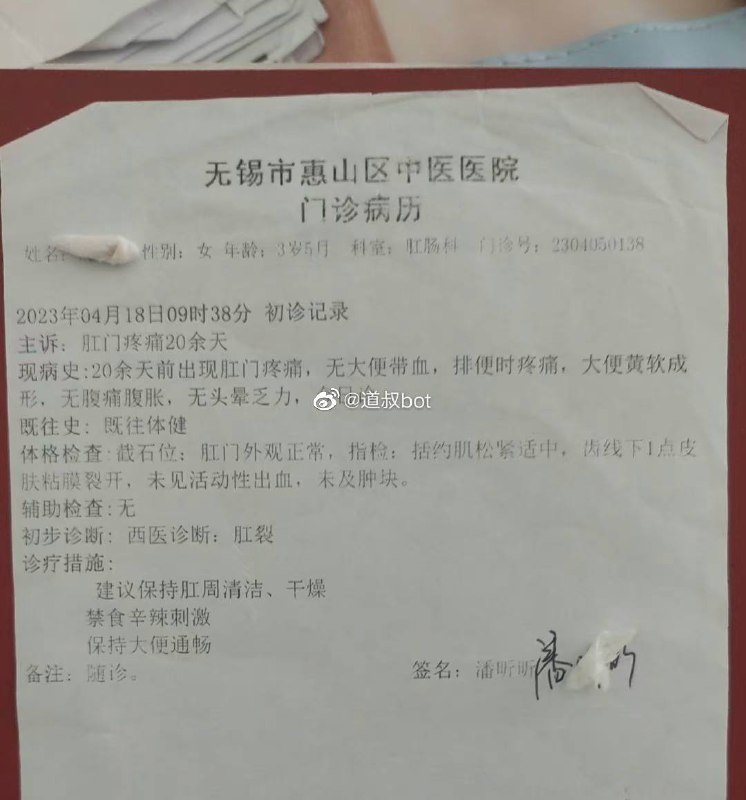 无锡市惠山区中医医院
门诊病历
姓名: 性别: 女 年龄: 3岁5月 科室: 肛肠科 门诊号: 2304050138
2023年04月18日09时38分 初诊记录
主诉: 肛门疼痛20余天
现病史:20余天前出现肛门疼痛, 无大便带血, 排便时疼痛, 大便黄软成
形, 无腹痛腹胀, 无头晕乏力,
@道叔bot
既往史: 既往体健
体格检查: 截石位: 肛门外观正常, 指检: 括约肌松紧适中, 齿线下1点皮
肤粘膜裂开, 未见活动性出血, 未及肿块。
辅助检查:无
初步诊断: 西医诊断: 肛裂
诊疗措施:
建议保持肛周清洁、干燥
禁食辛辣刺激
保持大便通畅
备注: 随诊。 签名: 潘昕昕